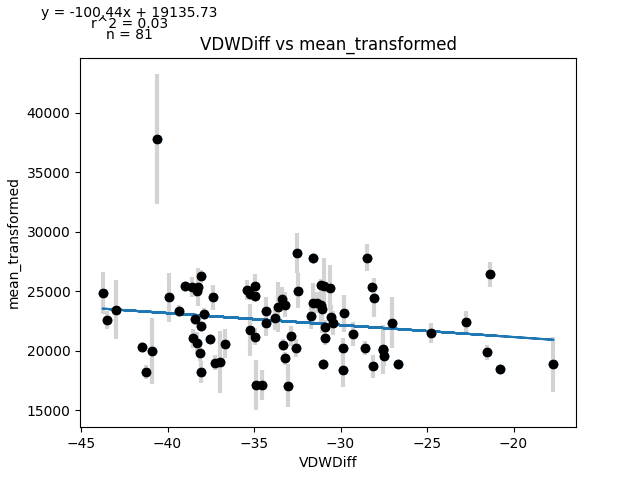 y = -100.44x + 19135.73
r^2 = 0.03
n = 81
VDWDiff vs mean_transformed
40000
35000
30000
25000
20000
15000
mean_transformed
−45
−40
−35
−30
−25
−20
VDWDiff